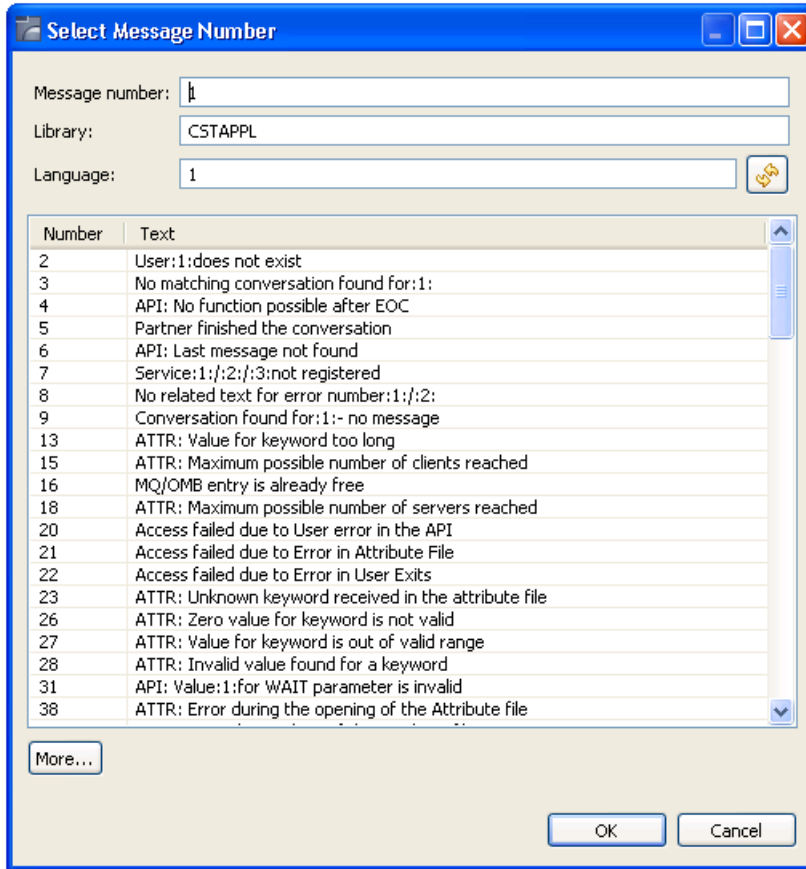 Select Message Number
Message number: 1
Library: CSTAPPL
Language: 1
Number Text
2 User:1:does not exist
3 No matching conversation found for:1:
4 API: No function possible after EOC
5 Partner finished the conversation
6 API: Last message not found
7 Service:1:/:2:/:3:not registered
8 No related text for error number:1:/:2:
9 Conversation found for:1:- no message
13 ATTR: Value for keyword too long
15 ATTR: Maximum possible number of clients reached
16 MQ/OMB entry is already free
18 ATTR: Maximum possible number of servers reached
20 Access failed due to User error in the API
21 Access failed due to Error in Attribute File
22 Access failed due to Error in User Exits
23 ATTR: Unknown keyword received in the attribute file
26 ATTR: Zero value for keyword is not valid
27 ATTR: Value for keyword is out of valid range
28 ATTR: Invalid value found for a keyword
31 API: Value:1:for WAIT parameter is invalid
38 ATTR: Error during the opening of the Attribute file
More...
OK Cancel